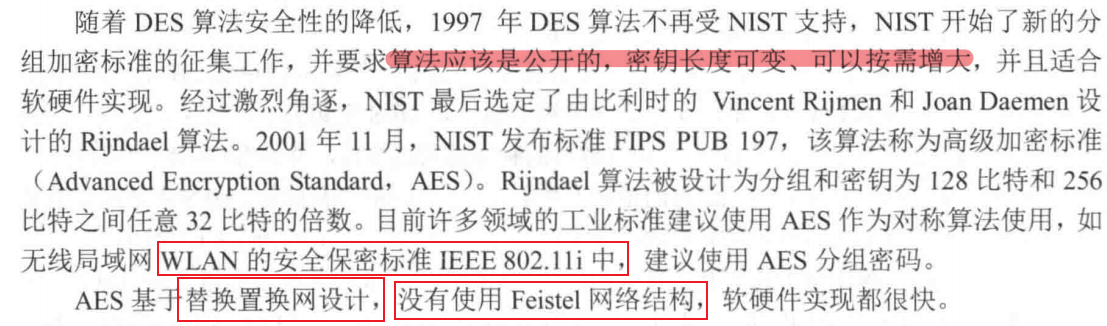 随着 DES 算法安全性的降低，1997 年 DES 算法不再受 NIST 支持，NIST 开始了新的分
组加密标准的征集工作，并要求算法应该是公开的，密钥长度可变、可以按需增大，并且适合
软硬件实现。经过激烈角逐，NIST 最后选定了由比利时的 Vincent Rijmen 和 Joan Daemen 设
计的 Rijndael 算法。2001 年 11 月，NIST 发布标准 FIPS PUB 197，该算法称为高级加密标准
（Advanced Encryption Standard，AES）。Rijndael 算法被设计为分组和密钥为 128 比特和 256
比特之间任意 32 比特的倍数。目前许多领域的工业标准建议使用 AES 作为对称算法使用，如
无线局域网 WLAN 的安全保密标准 IEEE 802.11i 中，建议使用 AES 分组密码。
AES 基于替换置换网设计，没有使用 Feistel 网络结构，软硬件实现都很快。